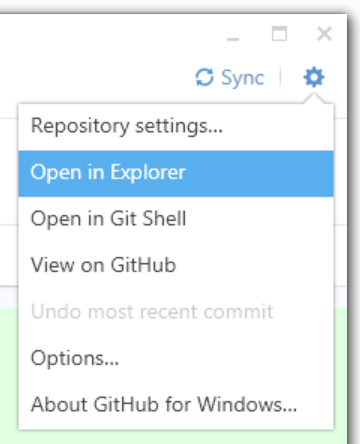 Sync
Repository settings...
Open in Explorer
Open in Git Shell
View on GitHub
Undo most recent commit
Options...
About GitHub for Windows...